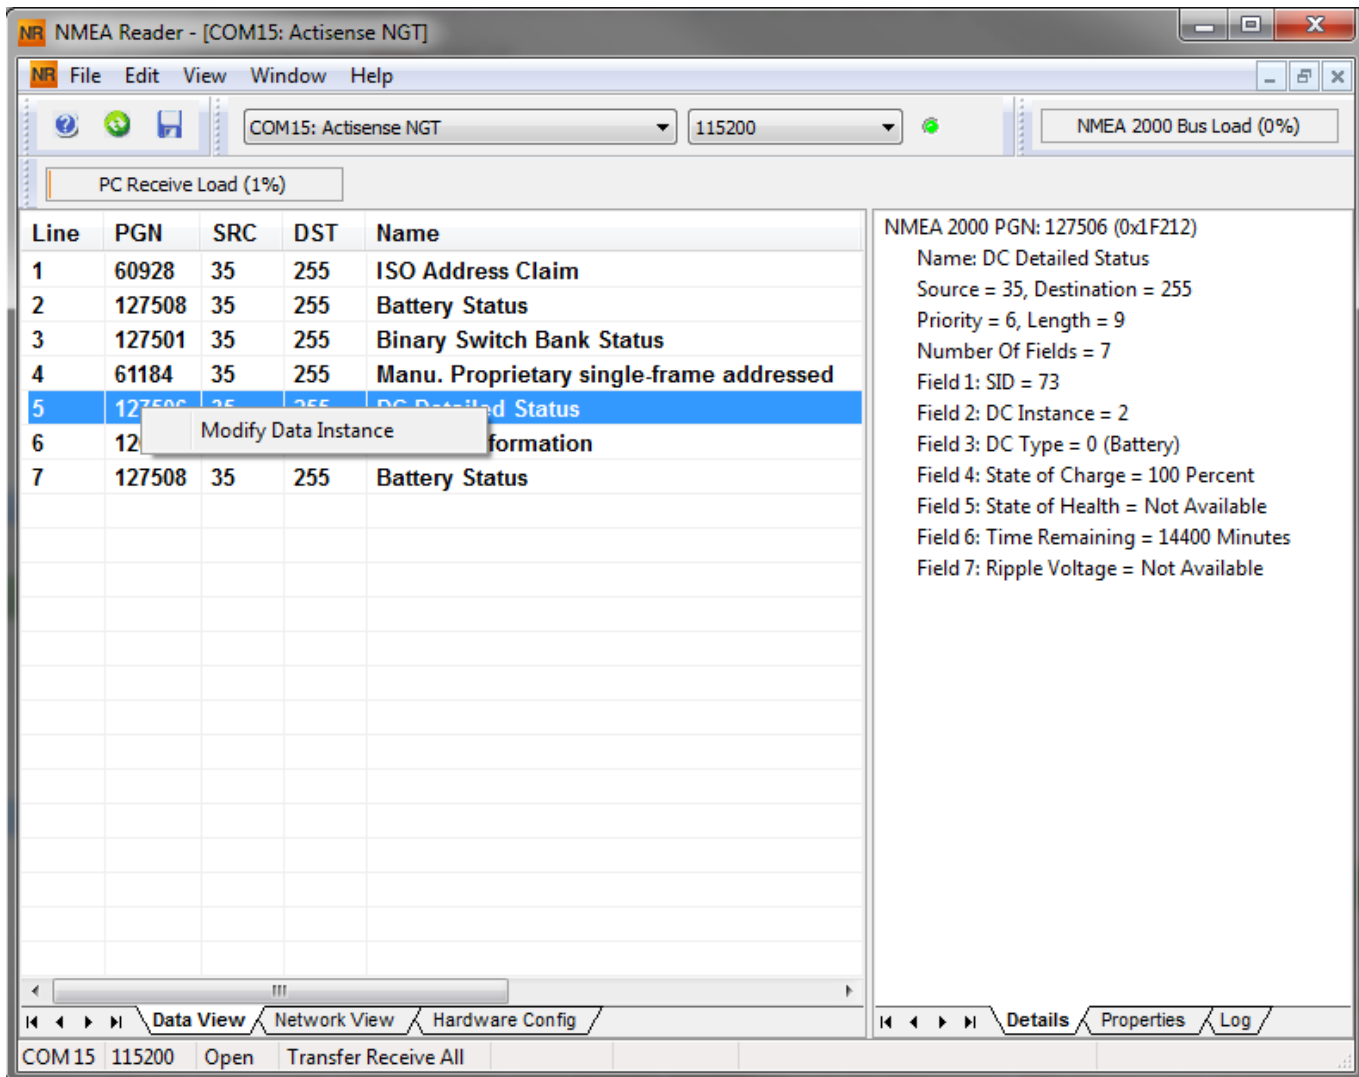 NR NMEA Reader - [COM15: Actisense NGT]
NR File Edit View Window Help
COM15: Actisense NGT 115200 NMEA 2000 Bus Load (0%)
PC Receive Load (1%)
Line PGN SRC DST Name
1 60928 35 255 ISO Address Claim
2 127508 35 255 Battery Status
3 127501 35 255 Binary Switch Bank Status
4 61184 35 255 Manu. Proprietary single-frame addressed
5 127506 35 255 DC Detailed Status
Modify Data Instance
6 12 formation
7 127508 35 255 Battery Status
NMEA 2000 PGN: 127506 (0x1F212)
Name: DC Detailed Status
Source = 35, Destination = 255
Priority = 6, Length = 9
Number Of Fields = 7
Field 1: SID = 73
Field 2: DC Instance = 2
Field 3: DC Type = 0 (Battery)
Field 4: State of Charge = 100 Percent
Field 5: State of Health = Not Available
Field 6: Time Remaining = 14400 Minutes
Field 7: Ripple Voltage = Not Available
Data View Network View Hardware Config
Details Properties Log
COM 15 115200 Open Transfer Receive All